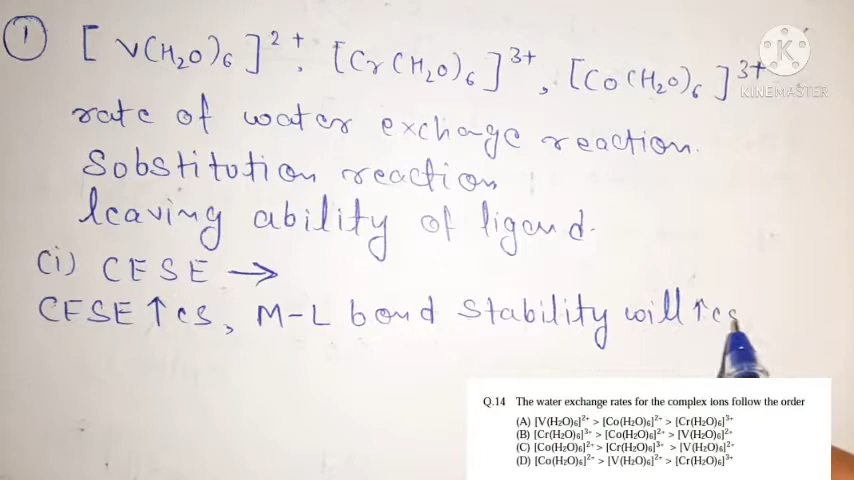 ① [V(H₂O)₆]²⁺, [Cr(H₂O)₆]³⁺, [Co(H₂O)₆]³⁺
KINEMASTER
rate of water exchange reaction.
Sobstitution reaction
leaving ability of ligand.
(i) CFSE →
CFSE ↑es, M-L bond stability will ↑es
Q.14 The water exchange rates for the complex ions follow the order
(A) [V(H₂O)₆]²⁺ > [Co(H₂O)₆]²⁺ > [Cr(H₂O)₆]³⁺
(B) [Cr(H₂O)₆]³⁺ > [Co(H₂O)₆]²⁺ > [V(H₂O)₆]²⁺
(C) [Co(H₂O)₆]²⁺ > [Cr(H₂O)₆]³⁺ > [V(H₂O)₆]²⁺
(D) [Co(H₂O)₆]²⁺ > [V(H₂O)₆]²⁺ > [Cr(H₂O)₆]³⁺